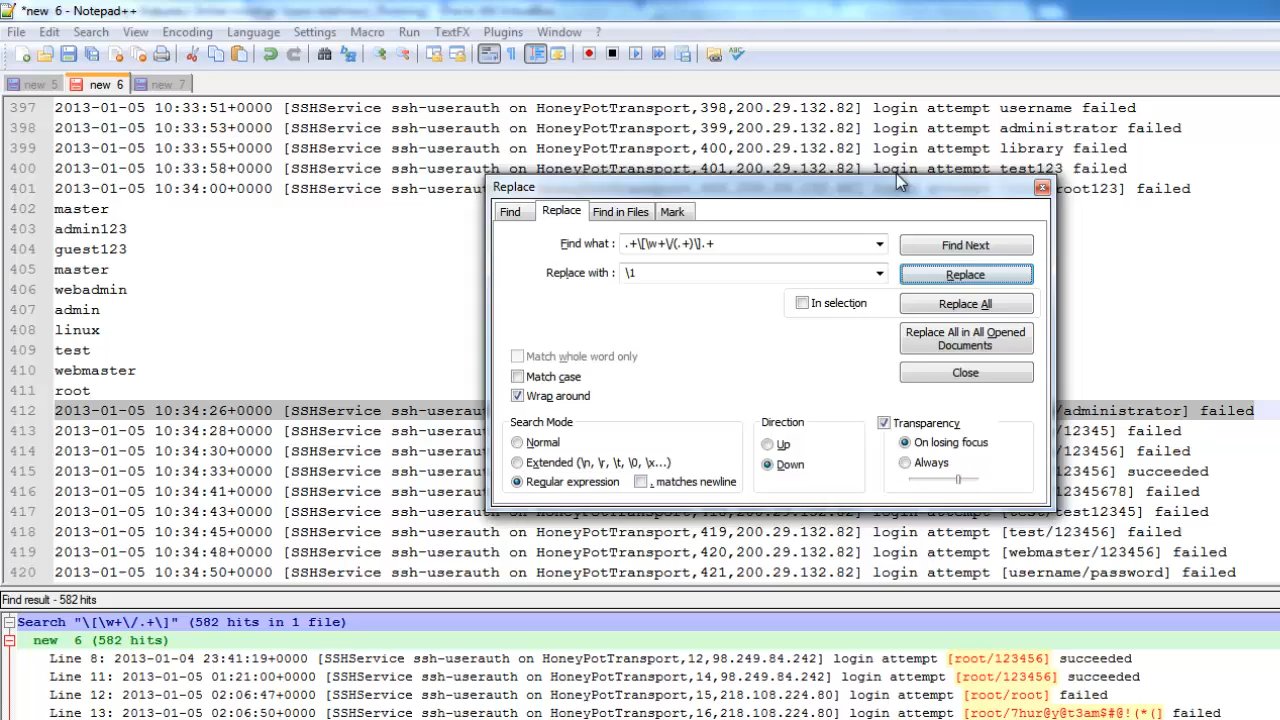 *new 6 - Notepad++
File Edit Search View Encoding Language Settings Macro Run TextFX Plugins Window ?
new 5 new 6 new 7
397 2013-01-05 10:33:51+0000 [SSHService ssh-userauth on HoneyPotTransport,398,200.29.132.82] login attempt username failed
398 2013-01-05 10:33:53+0000 [SSHService ssh-userauth on HoneyPotTransport,399,200.29.132.82] login attempt administrator failed
399 2013-01-05 10:33:55+0000 [SSHService ssh-userauth on HoneyPotTransport,400,200.29.132.82] login attempt library failed
400 2013-01-05 10:33:58+0000 [SSHService ssh-userauth on HoneyPotTransport,401,200.29.132.82] login attempt test123 failed
401 2013-01-05 10:34:00+0000 [SSHService ssh-userauth root123] failed
402 master
403 admin123
404 guest123
405 master
406 webadmin
407 admin
408 linux
409 test
410 webmaster
411 root
412 2013-01-05 10:34:26+0000 [SSHService ssh-userau /administrator] failed
413 2013-01-05 10:34:28+0000 [SSHService ssh-userau /12345] failed
414 2013-01-05 10:34:30+0000 [SSHService ssh-userau 123456] failed
415 2013-01-05 10:34:33+0000 [SSHService ssh-userau 123456] succeeded
416 2013-01-05 10:34:41+0000 [SSHService ssh-userau 12345678] failed
417 2013-01-05 10:34:43+0000 [SSHService ssh-userauth on HoneyPotTransport,418,200.29.132.82] login attempt [test/test12345] failed
418 2013-01-05 10:34:45+0000 [SSHService ssh-userauth on HoneyPotTransport,419,200.29.132.82] login attempt [test/123456] failed
419 2013-01-05 10:34:48+0000 [SSHService ssh-userauth on HoneyPotTransport,420,200.29.132.82] login attempt [webmaster/123456] failed
420 2013-01-05 10:34:50+0000 [SSHService ssh-userauth on HoneyPotTransport,421,200.29.132.82] login attempt [username/password] failed
Replace
Find Replace Find in Files Mark
Find what : .+\[\w+\/(.+)\].+ Find Next
Replace with : \1 Replace
In selection Replace All
Replace All in All Opened Documents
Match whole word only
Close
Match case
Wrap around
Search Mode Direction Transparency
Normal Up On losing focus
Extended (\n, \r, \t, \0, \x...) Down Always
Regular expression . matches newline
Find result - 582 hits
Search "\[\w+\/.+\]" (582 hits in 1 file)
new 6 (582 hits)
Line 8: 2013-01-04 23:41:19+0000 [SSHService ssh-userauth on HoneyPotTransport,12,98.249.84.242] login attempt [root/123456] succeeded
Line 11: 2013-01-05 01:21:00+0000 [SSHService ssh-userauth on HoneyPotTransport,14,98.249.84.242] login attempt [root/123456] succeeded
Line 12: 2013-01-05 02:06:47+0000 [SSHService ssh-userauth on HoneyPotTransport,15,218.108.224.80] login attempt [root/root] failed
Line 13: 2013-01-05 02:06:50+0000 [SSHService ssh-userauth on HoneyPotTransport,16,218.108.224.80] login attempt [root/7hur@y@t3am$#@!(*(] failed